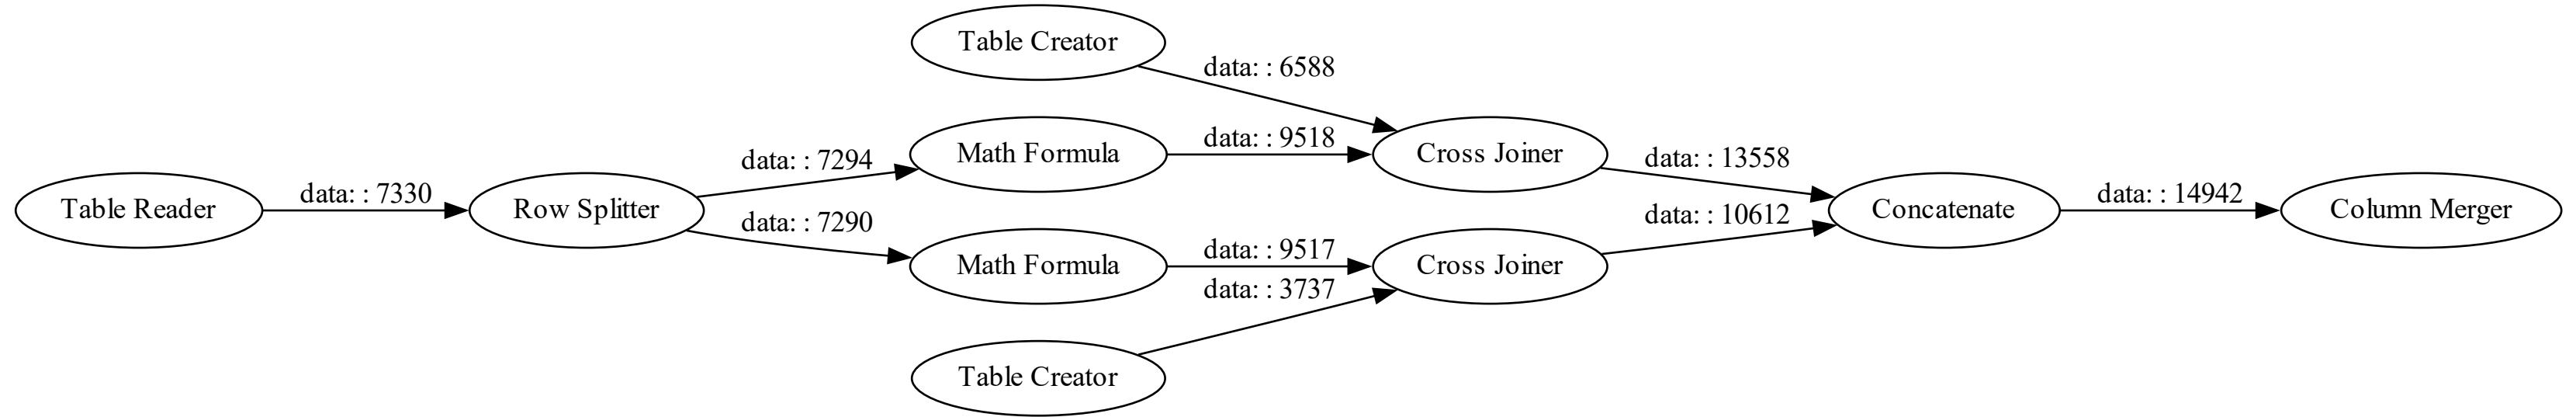 Table Creator
data: : 6588
Math Formula
data: : 9518
Cross Joiner
data: : 7294
data: : 13558
Table Reader
data: : 7330
Row Splitter
Concatenate
data: : 14942
Column Merger
data: : 7290
data: : 10612
Math Formula
data: : 9517
Cross Joiner
data: : 3737
Table Creator